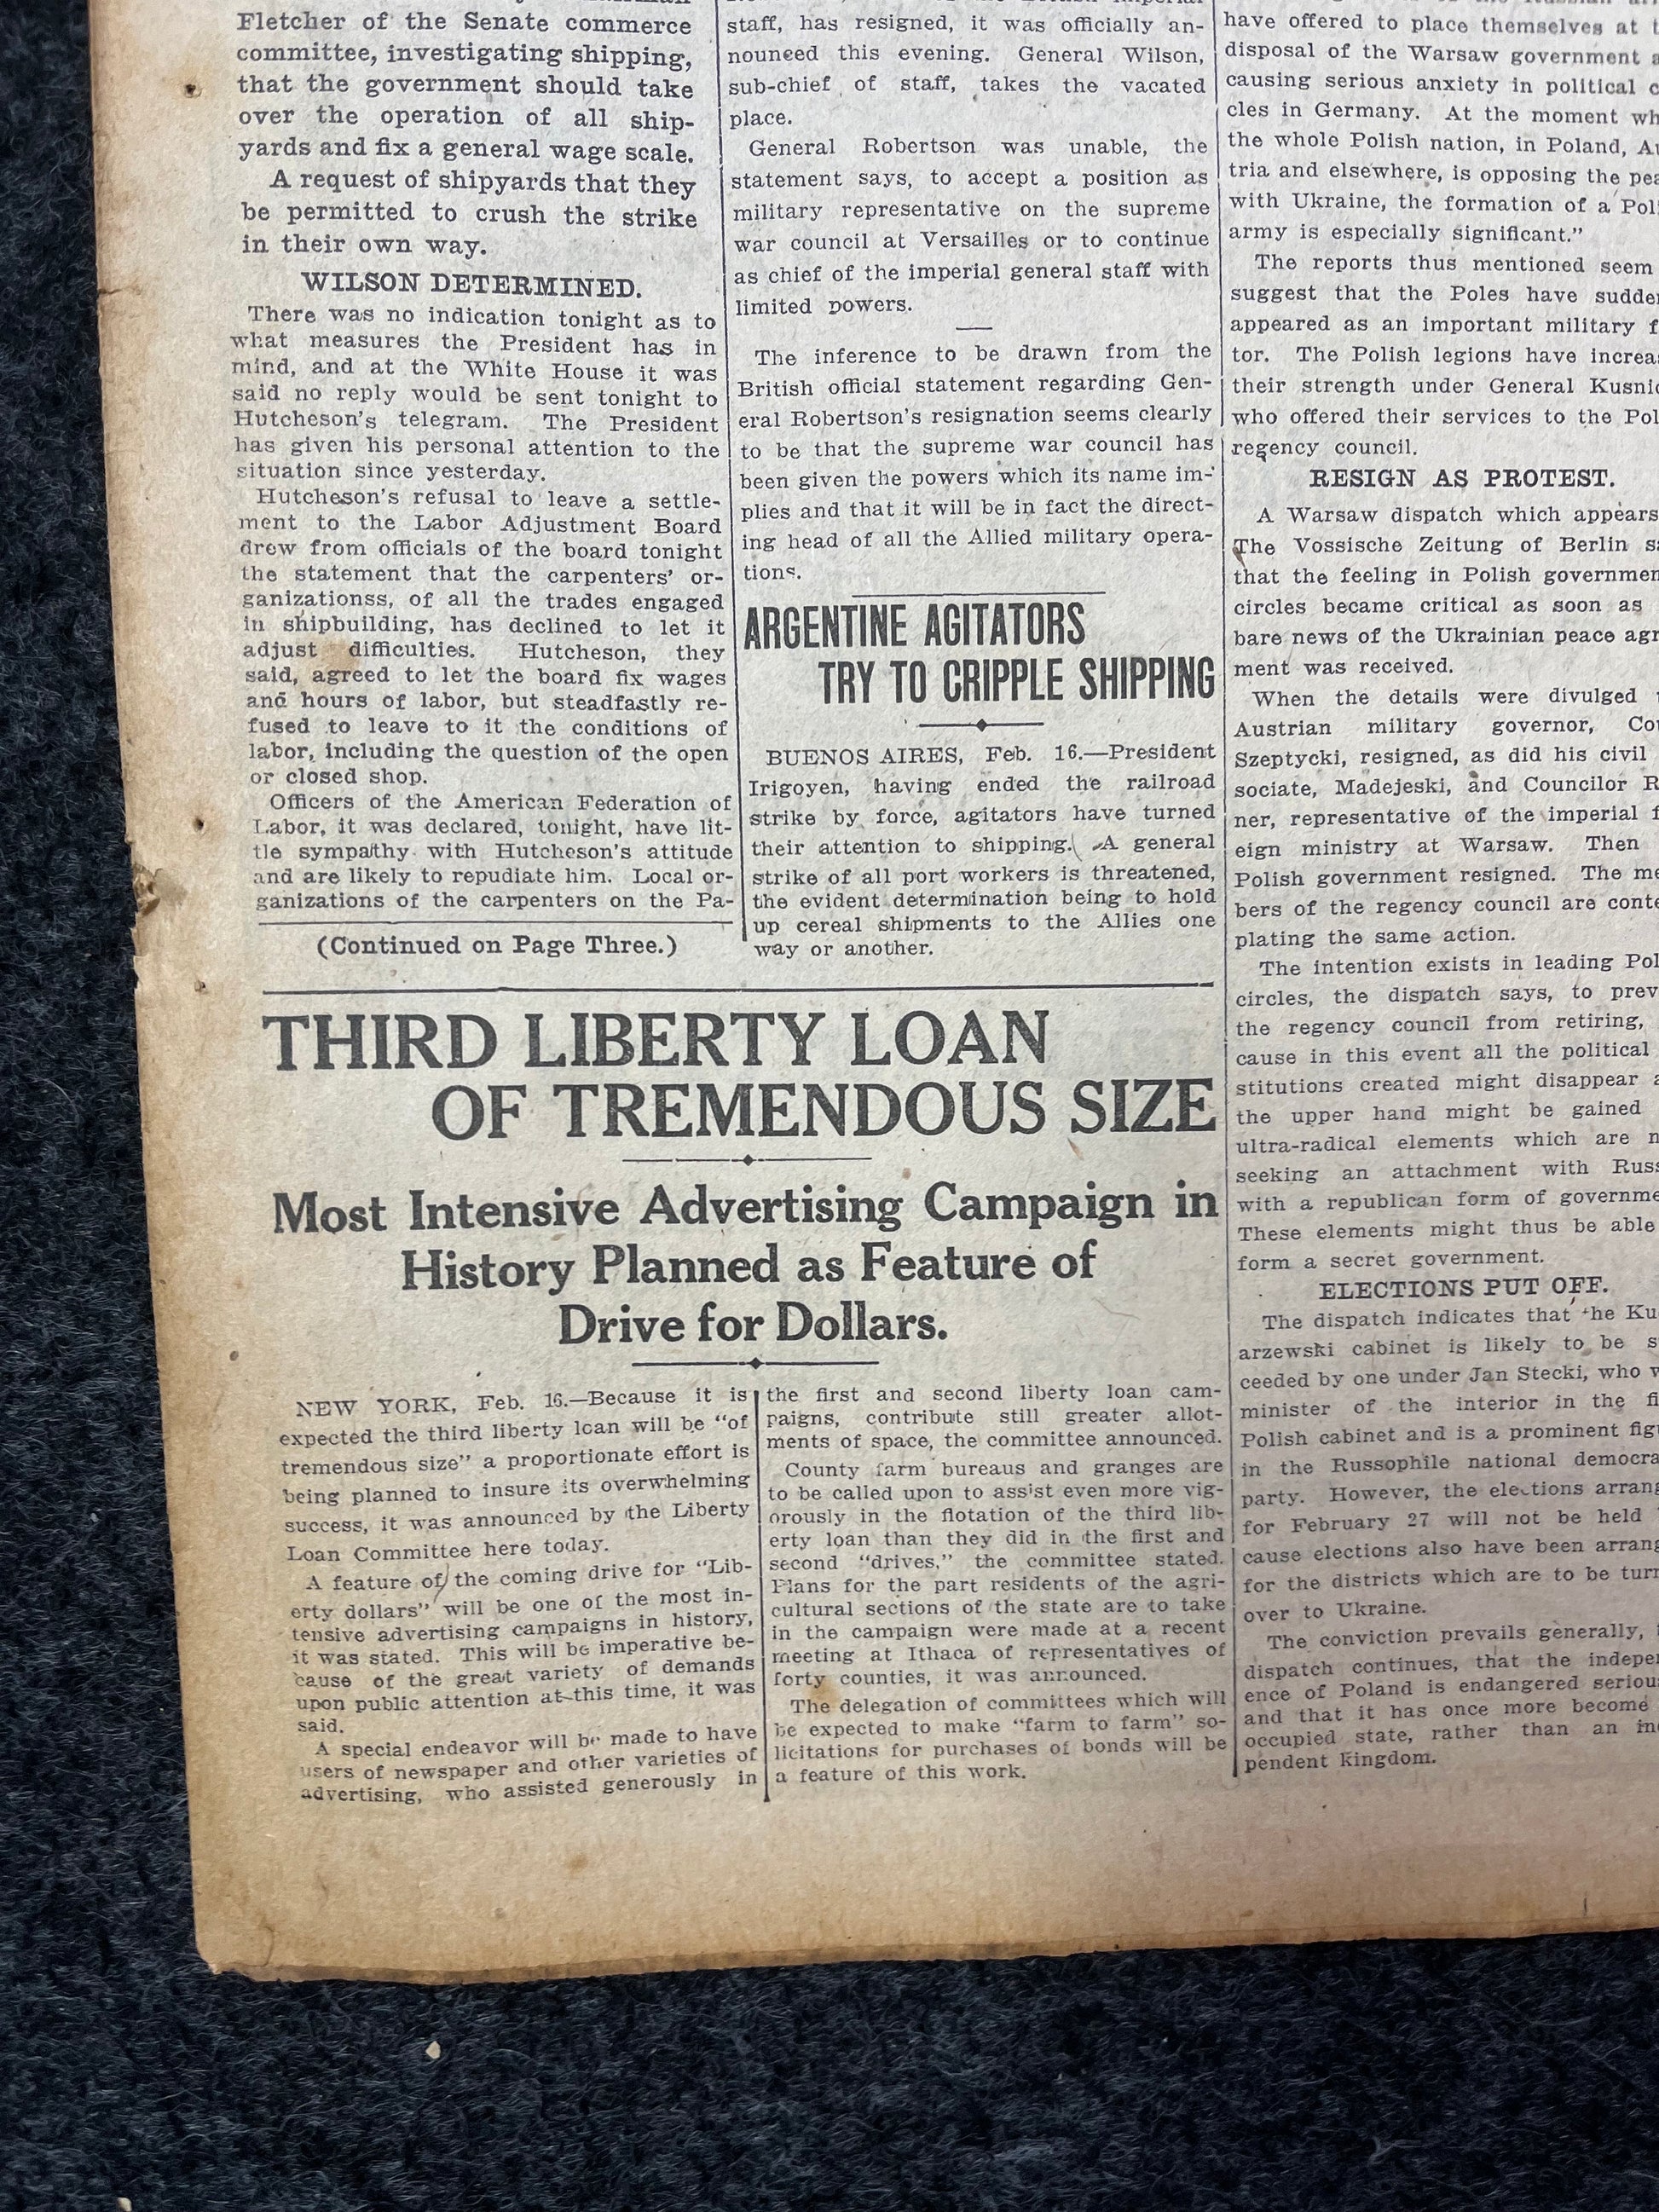 Fletcher of the Senate commerce
committee, investigating shipping,
that the government should take
over the operation of all ship-
yards and fix a general wage scale.
A request of shipyards that they
be permitted to crush the strike
in their own way.
WILSON DETERMINED.
There was no indication tonight as to
what measures the President has in
mind, and at the White House it was
said no reply would be sent tonight to
Hutcheson's telegram. The President
has given his personal attention to the
situation since yesterday.
Hutcheson's refusal to leave a settle-
ment to the Labor Adjustment Board
drew from officials of the board tonight
the statement that the carpenters' or-
ganizationss, of all the trades engaged
in shipbuilding, has declined to let it
adjust difficulties. Hutcheson, they
said, agreed to let the board fix wages
and hours of labor, but steadfastly re-
fused to leave to it the conditions of
labor, including the question of the open
or closed shop.
Officers of the American Federation of
Labor, it was declared, tonight, have lit-
tle sympathy with Hutcheson's attitude
and are likely to repudiate him. Local or-
ganizations of the carpenters on the Pa-
(Continued on Page Three.)
staff, has resigned, it was officially an-
nounced this evening. General Wilson,
sub-chief of staff, takes the vacated
place.
General Robertson was unable, the
statement says, to accept a position as
military representative on the supreme
war council at Versailles or to continue
as chief of the imperial general staff with
limited powers.
The inference to be drawn from the
British official statement regarding Gen-
eral Robertson's resignation seems clearly
to be that the supreme war council has
been given the powers which its name im-
plies and that it will be in fact the direct-
ing head of all the Allied military opera-
tions.
ARGENTINE AGITATORS
TRY TO CRIPPLE SHIPPING
BUENOS AIRES, Feb. 16.—President
Irigoyen, having ended the railroad
strike by force, agitators have turned
their attention to shipping. A general
strike of all port workers is threatened,
the evident determination being to hold
up cereal shipments to the Allies one
way or another.
THIRD LIBERTY LOAN
OF TREMENDOUS SIZE
Most Intensive Advertising Campaign in
History Planned as Feature of
Drive for Dollars.
NEW YORK, Feb. 16.—Because it is
expected the third liberty loan will be "of
tremendous size" a proportionate effort is
being planned to insure its overwhelming
success, it was announced by the Liberty
Loan Committee here today.
A feature of the coming drive for "Lib-
erty dollars" will be one of the most in-
tensive advertising campaigns in history,
it was stated. This will be imperative be-
cause of the great variety of demands
upon public attention at this time, it was
said.
A special endeavor will be made to have
users of newspaper and other varieties of
advertising, who assisted generously in
the first and second liberty loan cam-
paigns, contribute still greater allot-
ments of space, the committee announced.
County farm bureaus and granges are
to be called upon to assist even more vig-
orously in the flotation of the third lib-
erty loan than they did in the first and
second "drives," the committee stated.
Plans for the part residents of the agri-
cultural sections of the state are to take
in the campaign were made at a recent
meeting at Ithaca of representatives of
forty counties, it was announced.
The delegation of committees which will
be expected to make "farm to farm" so-
licitations for purchases of bonds will be
a feature of this work.
have offered to place themselves at
disposal of the Warsaw government
causing serious anxiety in political
cles in Germany. At the moment
the whole Polish nation, in Poland,
tria and elsewhere, is opposing the
with Ukraine, the formation of a
army is especially significant."
The reports thus mentioned seem
suggest that the Poles have
appeared as an important military
tor. The Polish legions have
their strength under General
who offered their services to the
regency council.
RESIGN AS PROTEST.
A Warsaw dispatch which appears
The Vossische Zeitung of Berlin
that the feeling in Polish
circles became critical as soon as
bare news of the Ukrainian peace
ment was received.
When the details were divulged
Austrian military governor,
Szeptycki, resigned, as did his civil
sociate, Madejeski, and Councilor
ner, representative of the imperial
eign ministry at Warsaw. Then
Polish government resigned. The
bers of the regency council are
plating the same action.
The intention exists in leading
circles, the dispatch says, to
the regency council from retiring,
cause in this event all the political
stitutions created might disappear
the upper hand might be gained
ultra-radical elements which are
seeking an attachment with
with a republican form of
These elements might thus be able
form a secret government.
ELECTIONS PUT OFF.
The dispatch indicates that the
arzewski cabinet is likely to be
ceeded by one under Jan Stecki, who
minister of the interior in the
Polish cabinet and is a prominent
in the Russophile national
party. However, the elections
for February 27 will not be held
cause elections also have been
for the districts which are to be
over to Ukraine.
The conviction prevails generally,
dispatch continues, that the
ence of Poland is endangered
and that it has once more become
occupied state, rather than an
pendent kingdom.